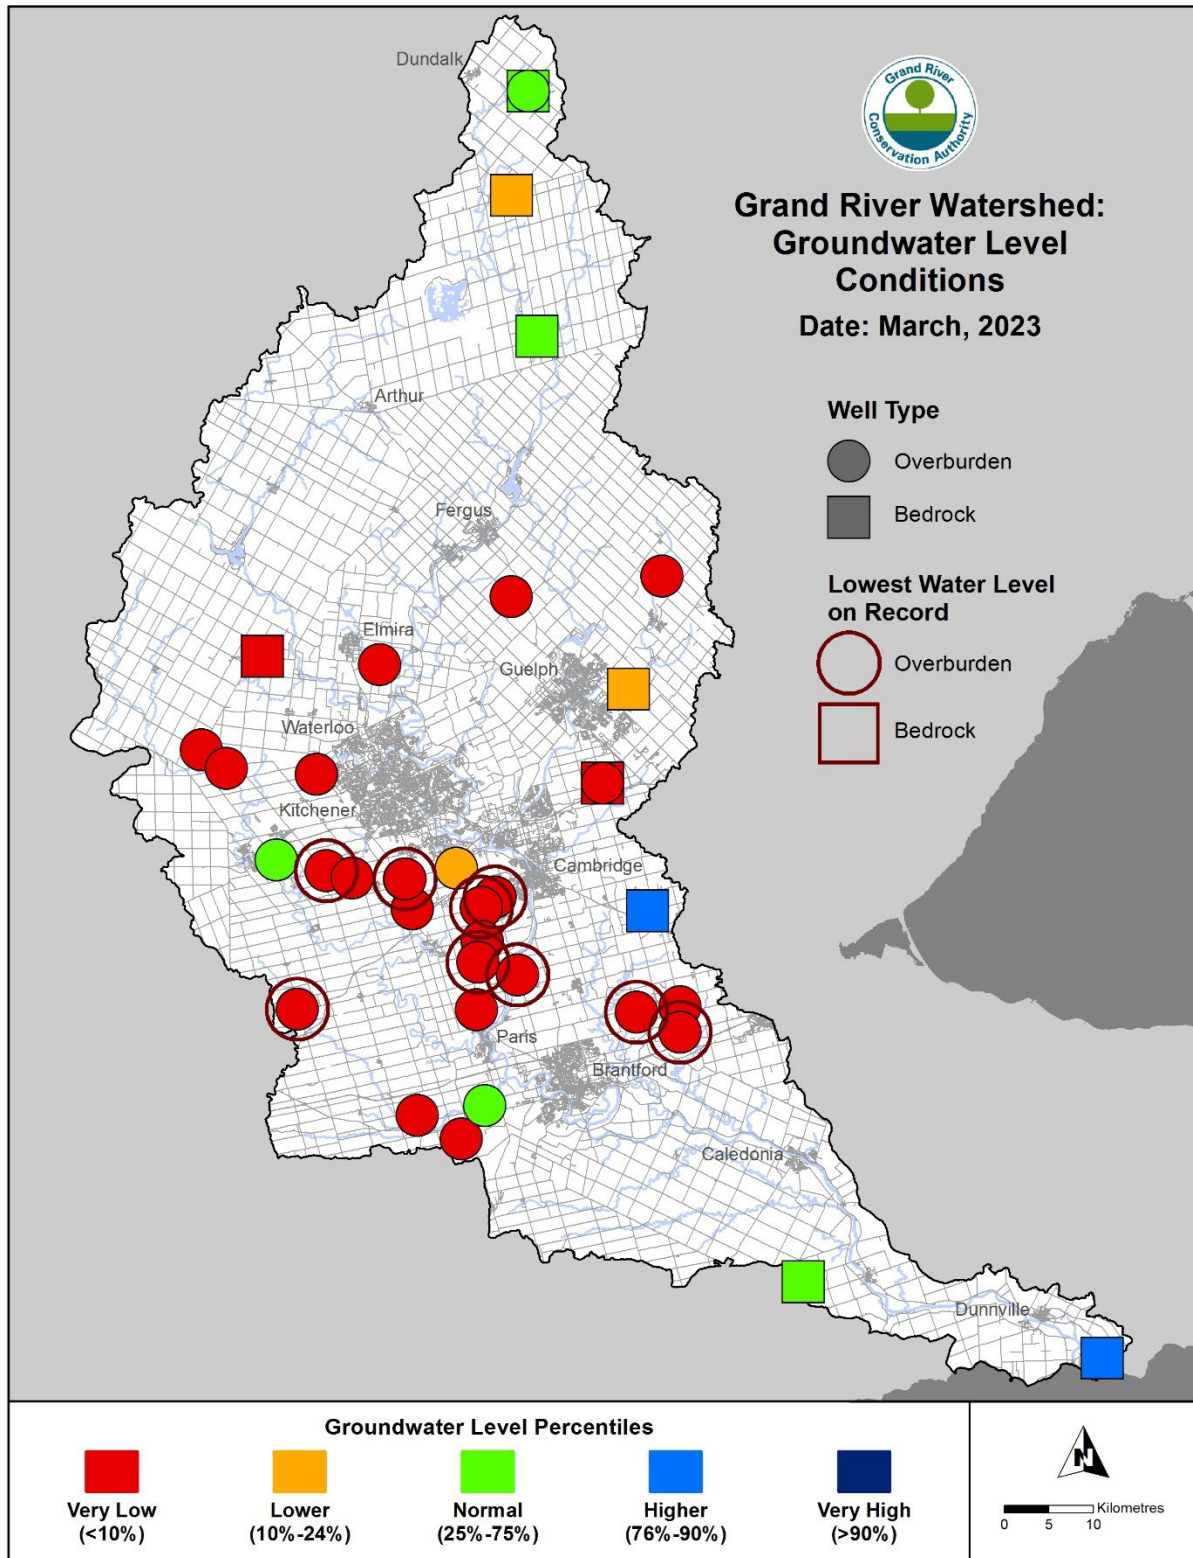 Grand River
Conservation Authority
Grand River Watershed:
Groundwater Level
Conditions
Date: March, 2023
Well Type
Overburden
Bedrock
Lowest Water Level
on Record
Overburden
Bedrock
Dundalk
Arthur
Fergus
Elmira
Guelph
Waterloo
Kitchener
Cambridge
Paris
Brantford
Caledonia
Dunnville
Groundwater Level Percentiles
Very Low
(<10%)
Lower
(10%-24%)
Normal
(25%-75%)
Higher
(76%-90%)
Very High
(>90%)
N
Kilometres
0 5 10